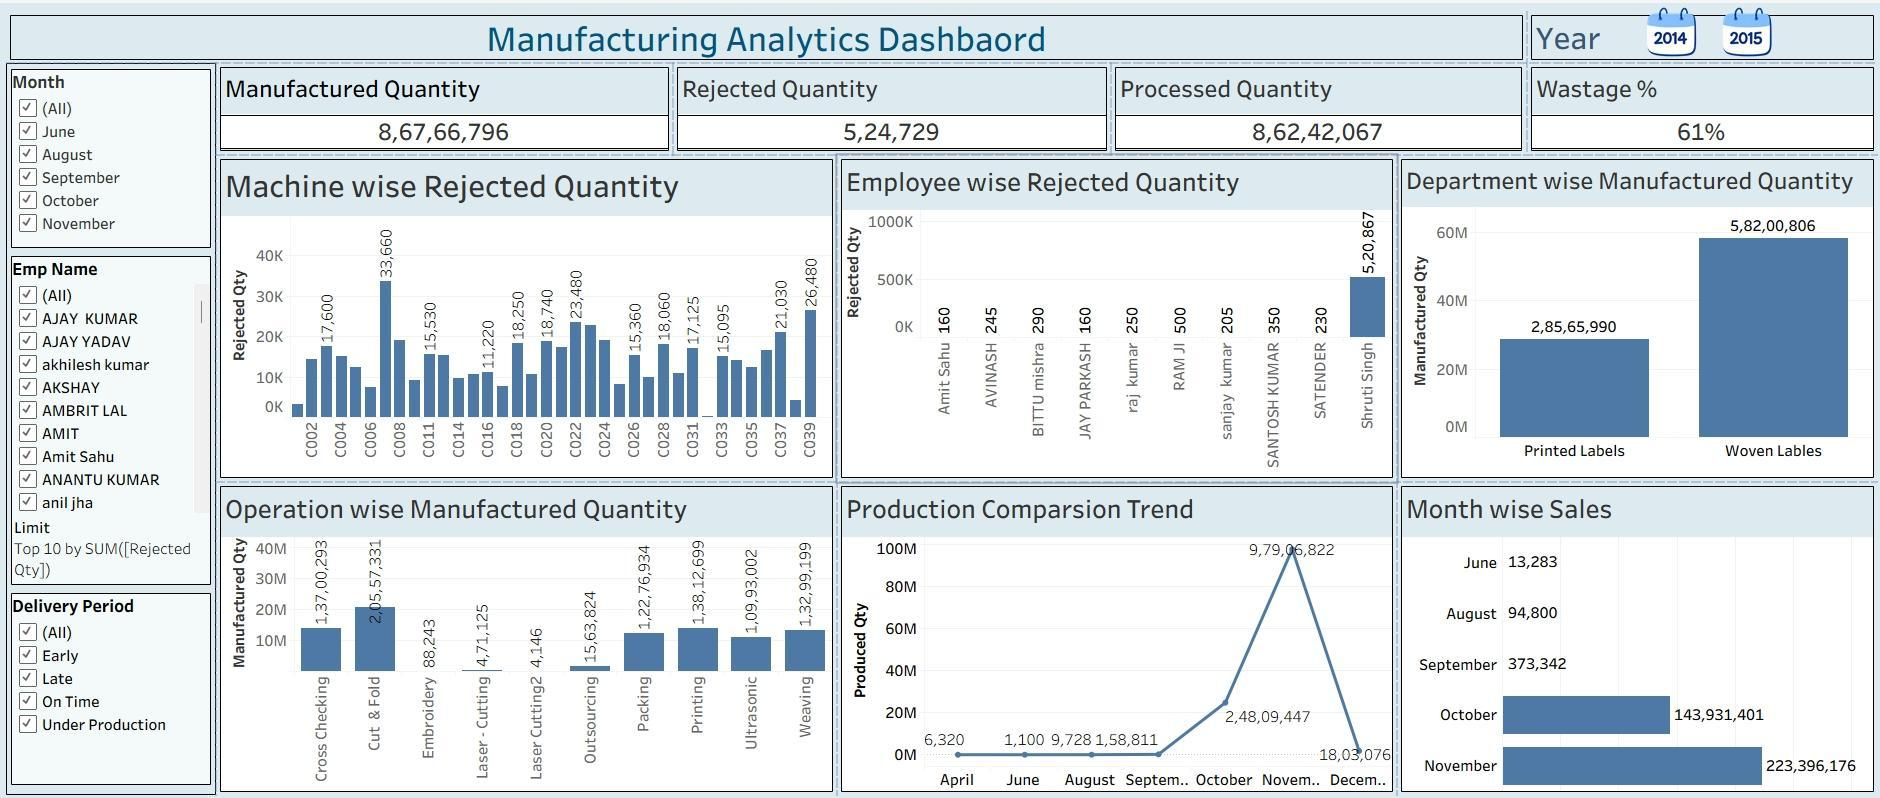 Manufacturing Analytics Dashbaord
Year
2014
2015
Month
(All)
June
August
September
October
November
Emp Name
(All)
AJAY  KUMAR
AJAY YADAV
akhilesh kumar
AKSHAY
AMBRIT LAL
AMIT
Amit Sahu
ANANTU KUMAR
anil jha
Limit
Top 10 by SUM([Rejected
Qty])
Delivery Period
(All)
Early
Late
On Time
Under Production
Manufactured Quantity
8,67,66,796
Rejected Quantity
5,24,729
Processed Quantity
8,62,42,067
Wastage %
61%
Machine wise Rejected Quantity
Rejected Qty
40K
30K
20K
10K
0K
17,600
33,660
15,530
11,220
18,250
18,740
23,480
15,360
18,060
17,125
15,095
21,030
26,480
C002
C004
C006
C008
C011
C014
C016
C018
C020
C022
C024
C026
C028
C031
C033
C035
C037
C039
Employee wise Rejected Quantity
Rejected Qty
1000K
500K
0K
160
245
290
160
250
500
205
350
230
5,20,867
Amit Sahu
AVINASH
BITTU mishra
JAY PARKASH
raj kumar
RAM JI
sanjay kumar
SANTOSH KUMAR
SATENDER
Shruti Singh
Department wise Manufactured Quantity
Manufactured Qty
60M
40M
20M
0M
2,85,65,990
5,82,00,806
Printed Labels
Woven Lables
Operation wise Manufactured Quantity
Manufactured Qty
40M
30M
20M
10M
1,37,00,293
2,05,57,331
88,243
4,71,125
4,146
15,63,824
1,22,76,934
1,38,12,699
1,09,93,002
1,32,99,199
Cross Checking
Cut & Fold
Embroidery
Laser - Cutting
Laser Cutting2
Outsourcing
Packing
Printing
Ultrasonic
Weaving
Production Comparsion Trend
Produced Qty
100M
80M
60M
40M
20M
0M
6,320
1,100
9,728
1,58,811
2,48,09,447
9,79,06,822
18,03,076
April
June
August
Septem..
October
Novem..
Decem..
Month wise Sales
June 13,283
August 94,800
September 373,342
October 143,931,401
November 223,396,176